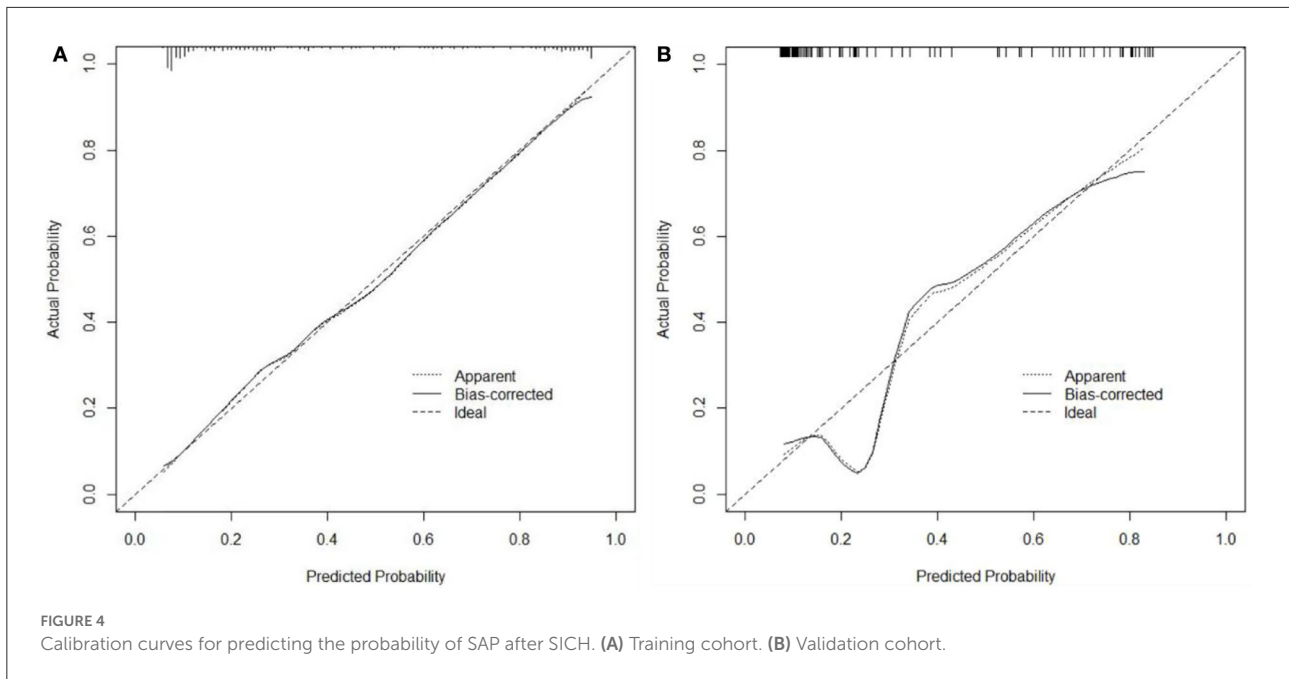 A
Actual Probability
1.0
0.8
0.6
0.4
0.2
0.0
Apparent
Bias-corrected
Ideal
0.0 0.2 0.4 0.6 0.8 1.0
Predicted Probability
B
Actual Probability
1.0
0.8
0.6
0.4
0.2
0.0
Apparent
Bias-corrected
Ideal
0.0 0.2 0.4 0.6 0.8 1.0
Predicted Probability
FIGURE 4
Calibration curves for predicting the probability of SAP after SICH. (A) Training cohort. (B) Validation cohort.